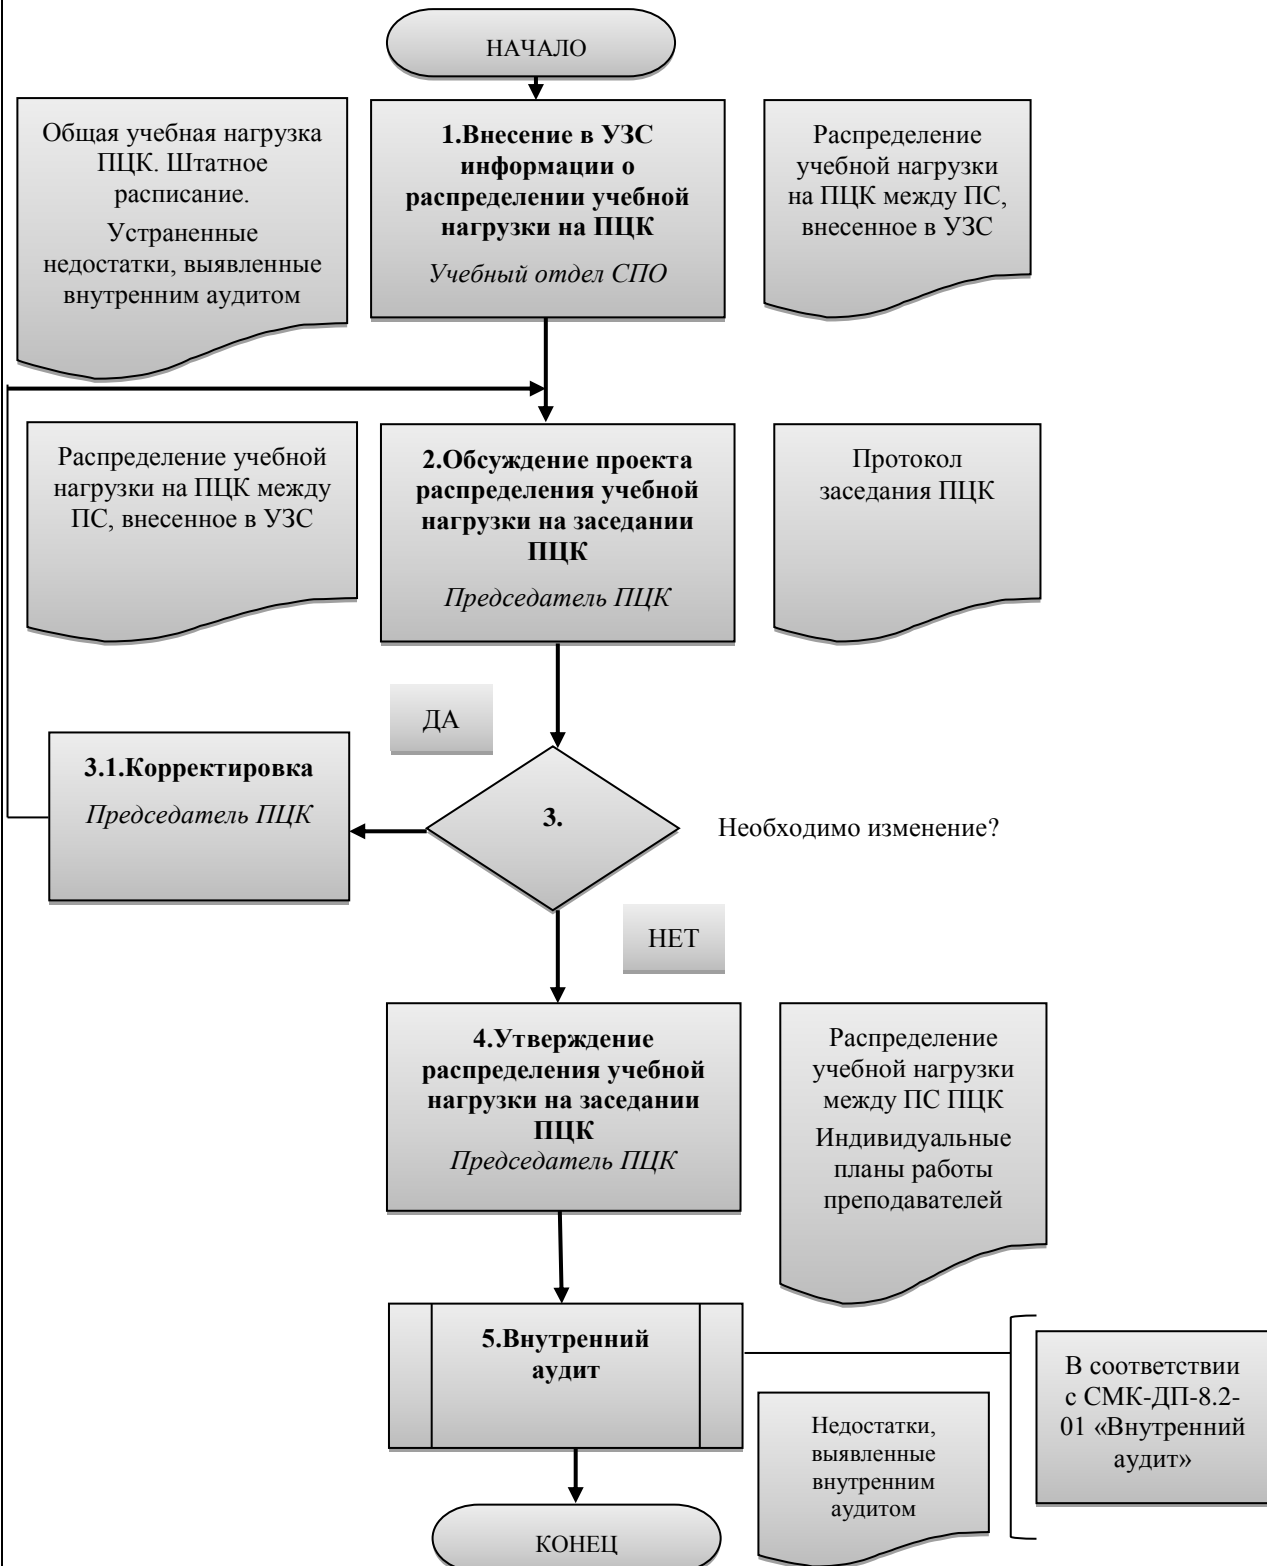 НАЧАЛО
Общая учебная нагрузка
ПЦК. Штатное
расписание.
Устраненные
недостатки, выявленные
внутренним аудитом
1.Внесение в УЗС
информации о
распределении учебной
нагрузки на ПЦК
Учебный отдел СПО
Распределение
учебной нагрузки
на ПЦК между ПС,
внесенное в УЗС
Распределение учебной
нагрузки на ПЦК между
ПС, внесенное в УЗС
2.Обсуждение проекта
распределения учебной
нагрузки на заседании
ПЦК
Председатель ПЦК
Протокол
заседания ПЦК
ДА
3.1.Корректировка
Председатель ПЦК
3.
Необходимо изменение?
НЕТ
4.Утверждение
распределения учебной
нагрузки на заседании
ПЦК
Председатель ПЦК
Распределение
учебной нагрузки
между ПС ПЦК
Индивидуальные
планы работы
преподавателей
5.Внутренний
аудит
Недостатки,
выявленные
внутренним
аудитом
В соответствии
с СМК-ДП-8.2-
01 «Внутренний
аудит»
КОНЕЦ